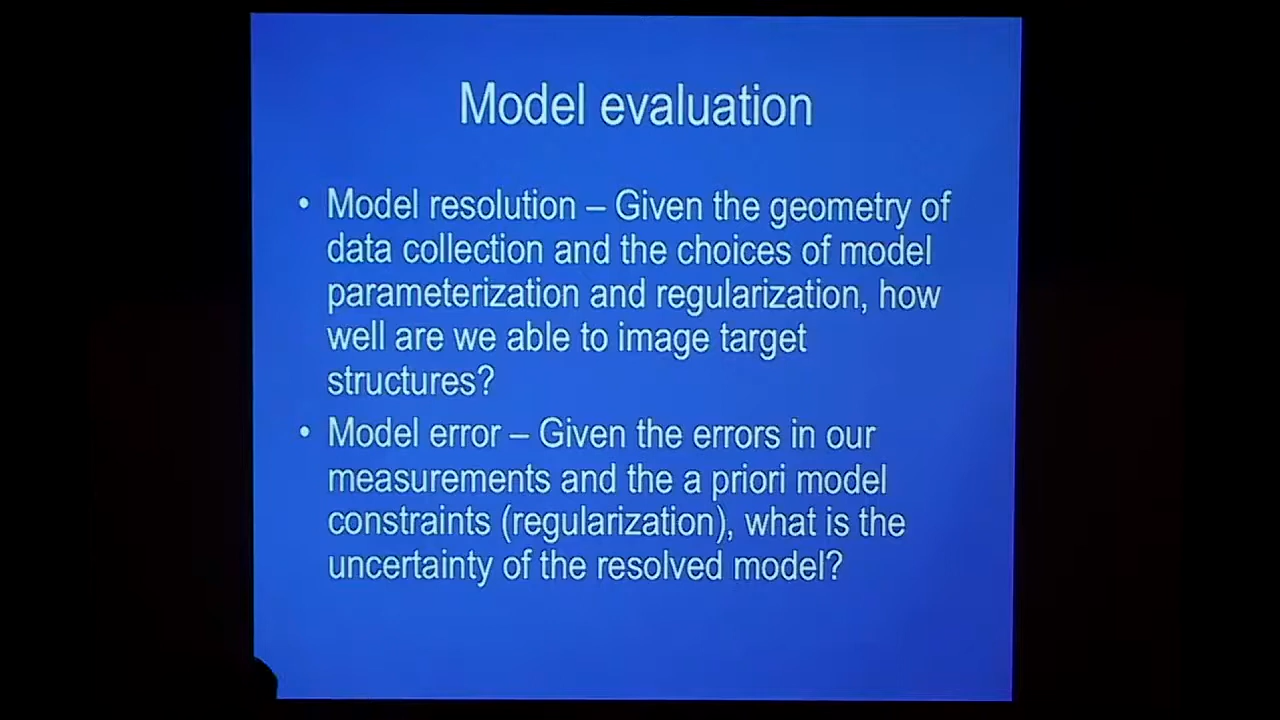 Model evaluation
• Model resolution – Given the geometry of
data collection and the choices of model
parameterization and regularization, how
well are we able to image target
structures?
• Model error – Given the errors in our
measurements and the a priori model
constraints (regularization), what is the
uncertainty of the resolved model?